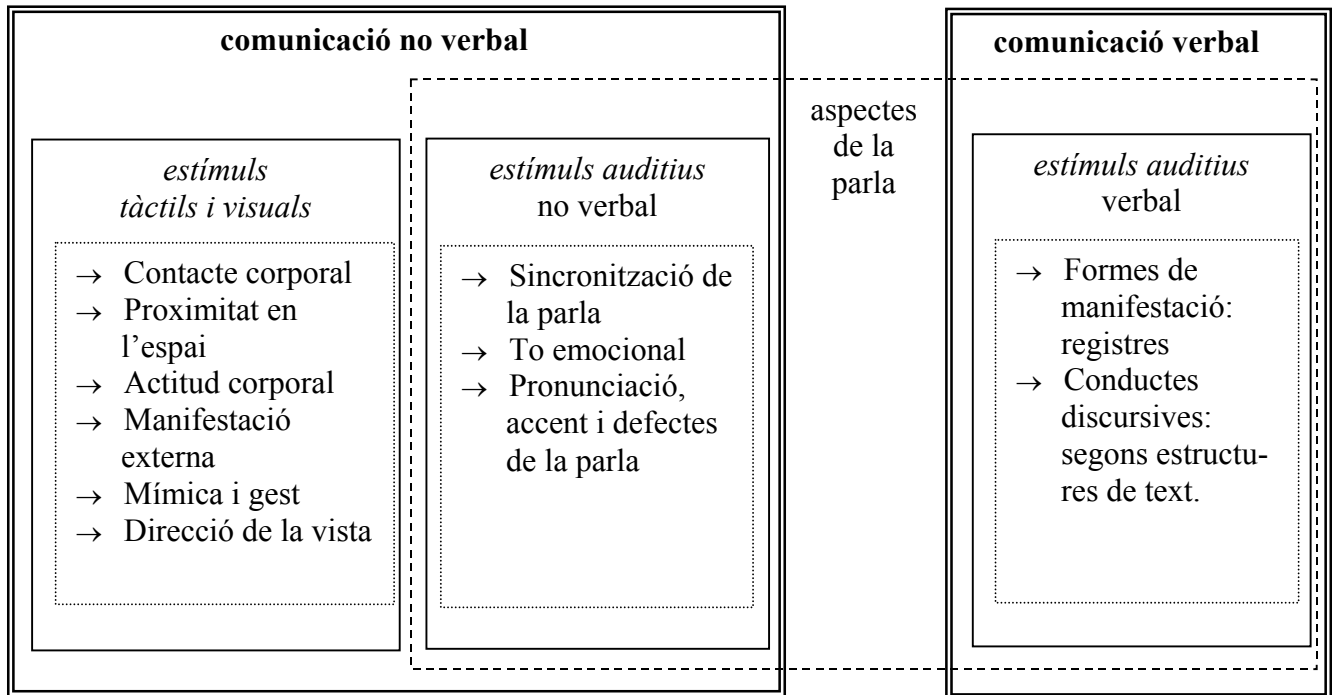 comunicació no verbal
estímuls
tàctils i visuals
→ Contacte corporal
→ Proximitat en
l’espai
→ Actitud corporal
→ Manifestació
externa
→ Mímica i gest
→ Direcció de la vista
estímuls auditius
no verbal
→ Sincronització de
la parla
→ To emocional
→ Pronunciació,
accent i defectes
de la parla
aspectes
de la
parla
comunicació verbal
estímuls auditius
verbal
→ Formes de
manifestació:
registres
→ Conductes
discursives:
segons estructu-
res de text.